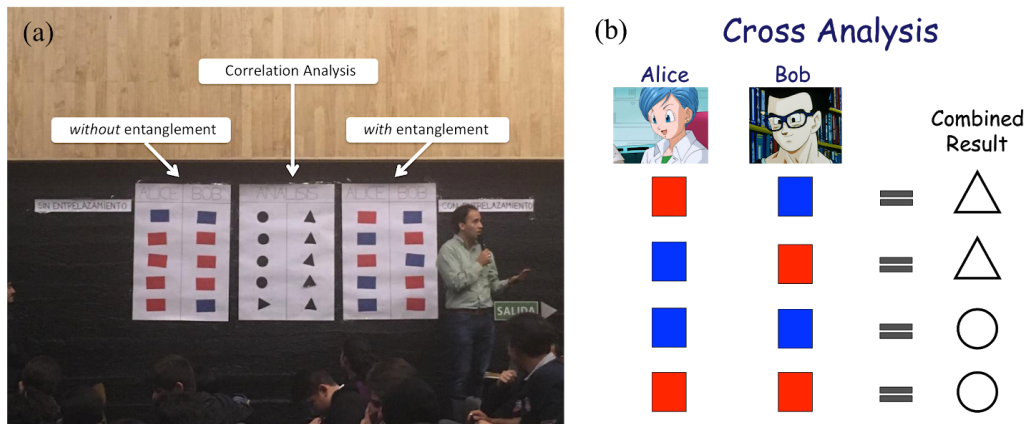 (a)
Correlation Analysis
without entanglement
with entanglement
ALICE BOB
ANALISIS
ALICE BOB
SIN ENTRELAZAMIENTO
CON ENTRELAZAMIENTO
SALIDA
(b)
Cross Analysis
Alice
Bob
Combined
Result